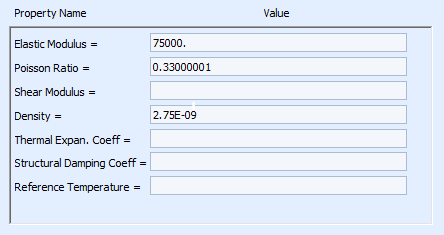 Property Name Value
Elastic Modulus = 75000.
Poisson Ratio = 0.33000001
Shear Modulus =
Density = 2.75E-09
Thermal Expan. Coeff =
Structural Damping Coeff =
Reference Temperature =